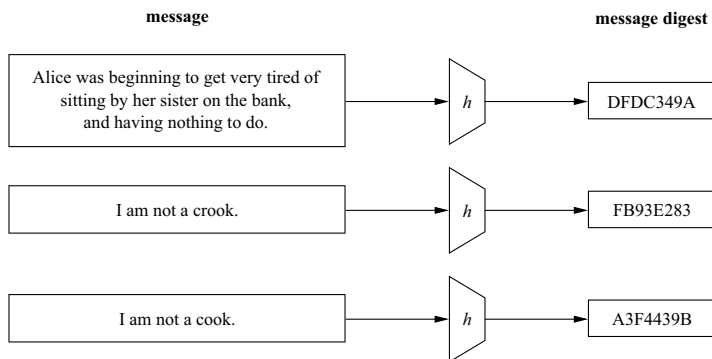 message
message digest
Alice was beginning to get very tired of
sitting by her sister on the bank,
and having nothing to do.
h
DFDC349A
I am not a crook.
h
FB93E283
I am not a cook.
h
A3F4439B